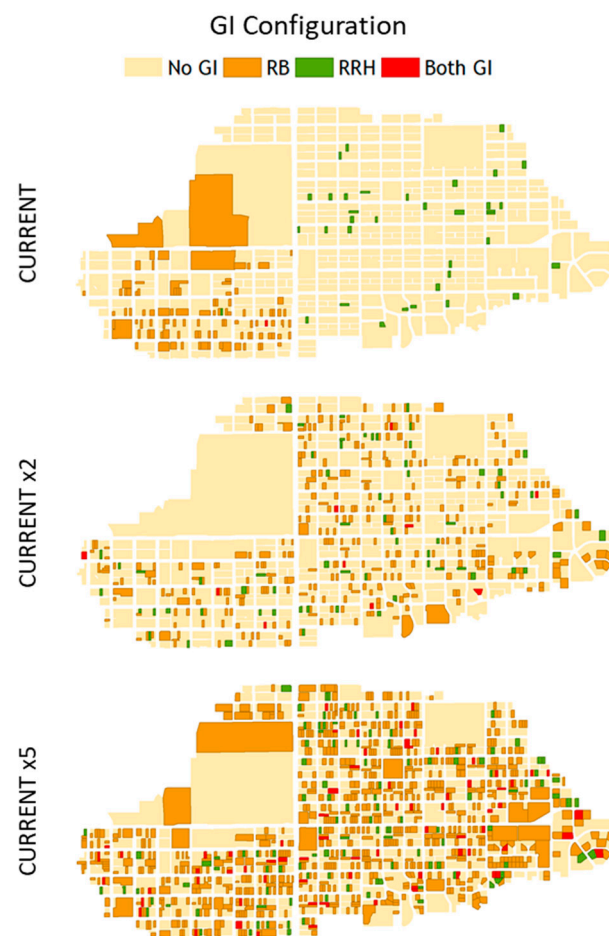 GI Configuration
No GI RB RRH Both GI
CURRENT
CURRENT x2
CURRENT x5